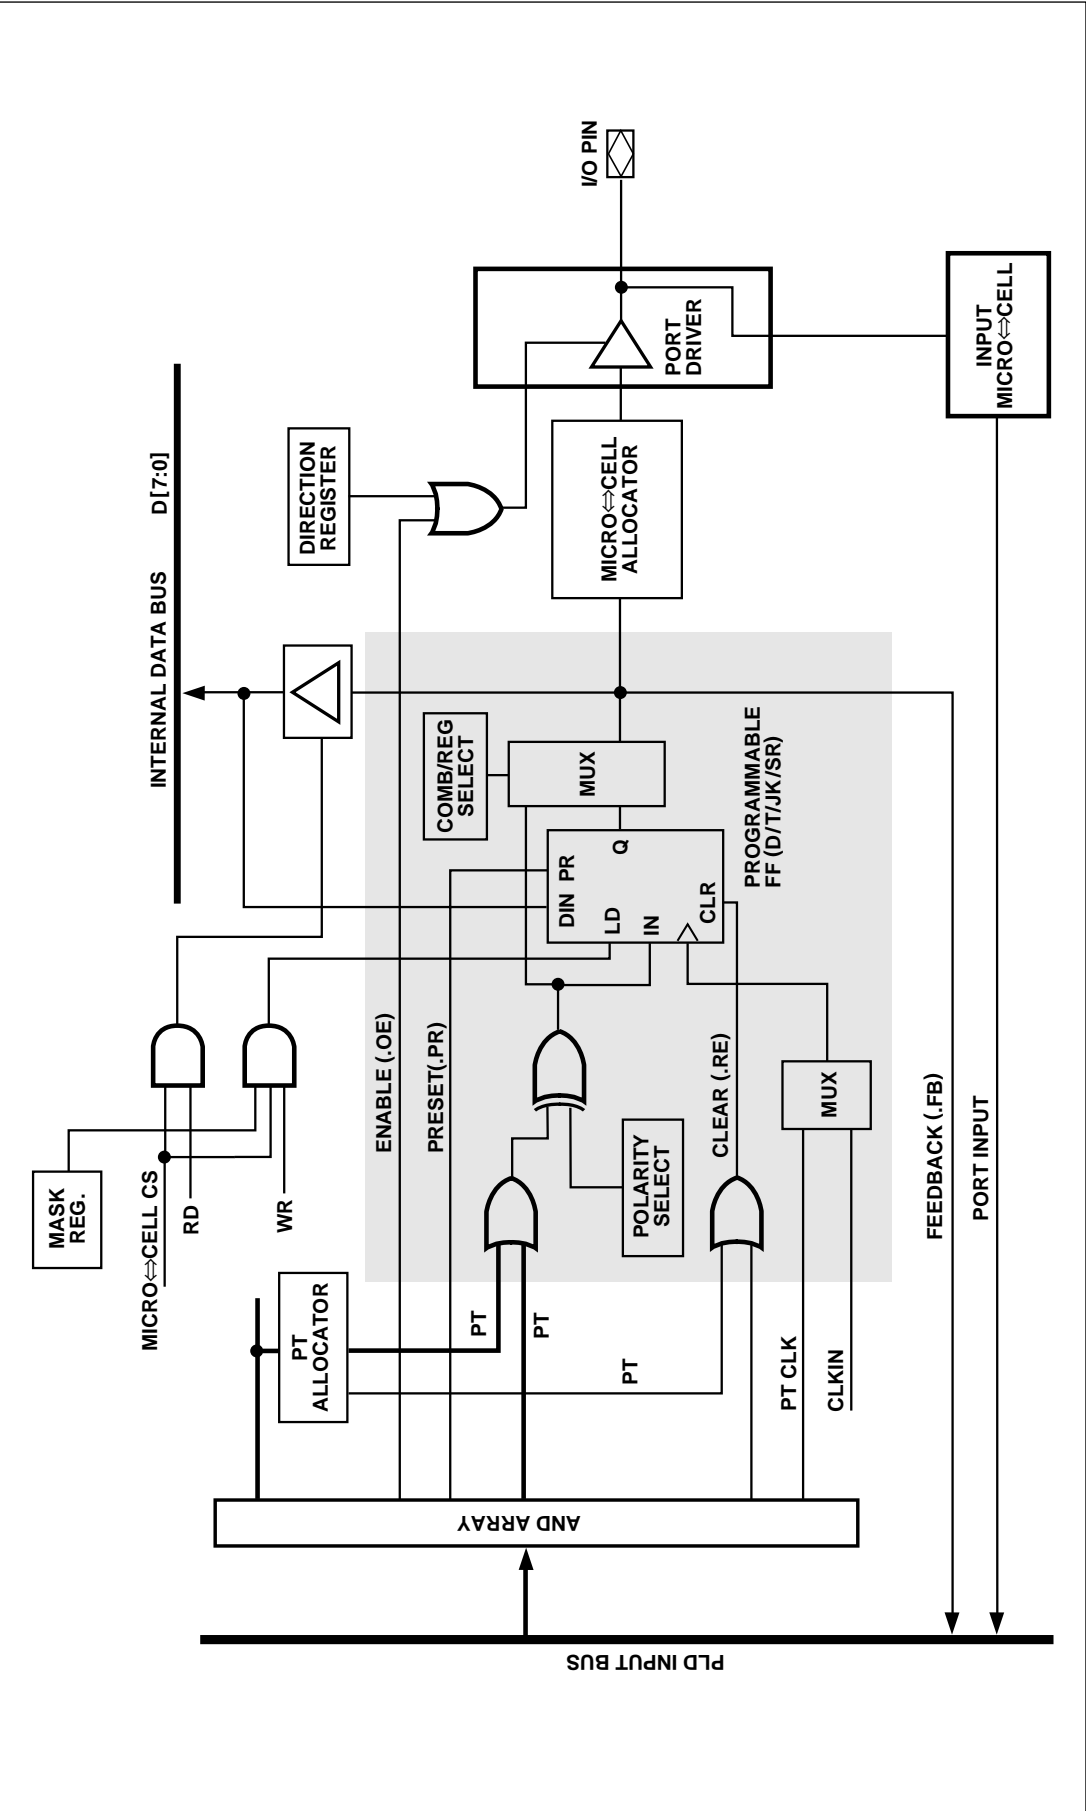 MASK
REG.
MICRO⇔CELL CS
RD
WR
INTERNAL DATA BUS
D[7:0]
DIRECTION
REGISTER
PT
ALLOCATOR
ENABLE (.OE)
PRESET(.PR)
COMB/REG
SELECT
PT
PT
PT
DIN
PR
LD
IN
Q
CLR
MUX
MICRO⇔CELL
ALLOCATOR
PORT
DRIVER
I/O PIN
AND ARRAY
PLD INPUT BUS
POLARITY
SELECT
CLEAR (.RE)
PROGRAMMABLE
FF (D/T/JK/SR)
PT CLK
CLKIN
MUX
FEEDBACK (.FB)
PORT INPUT
INPUT
MICRO⇔CELL